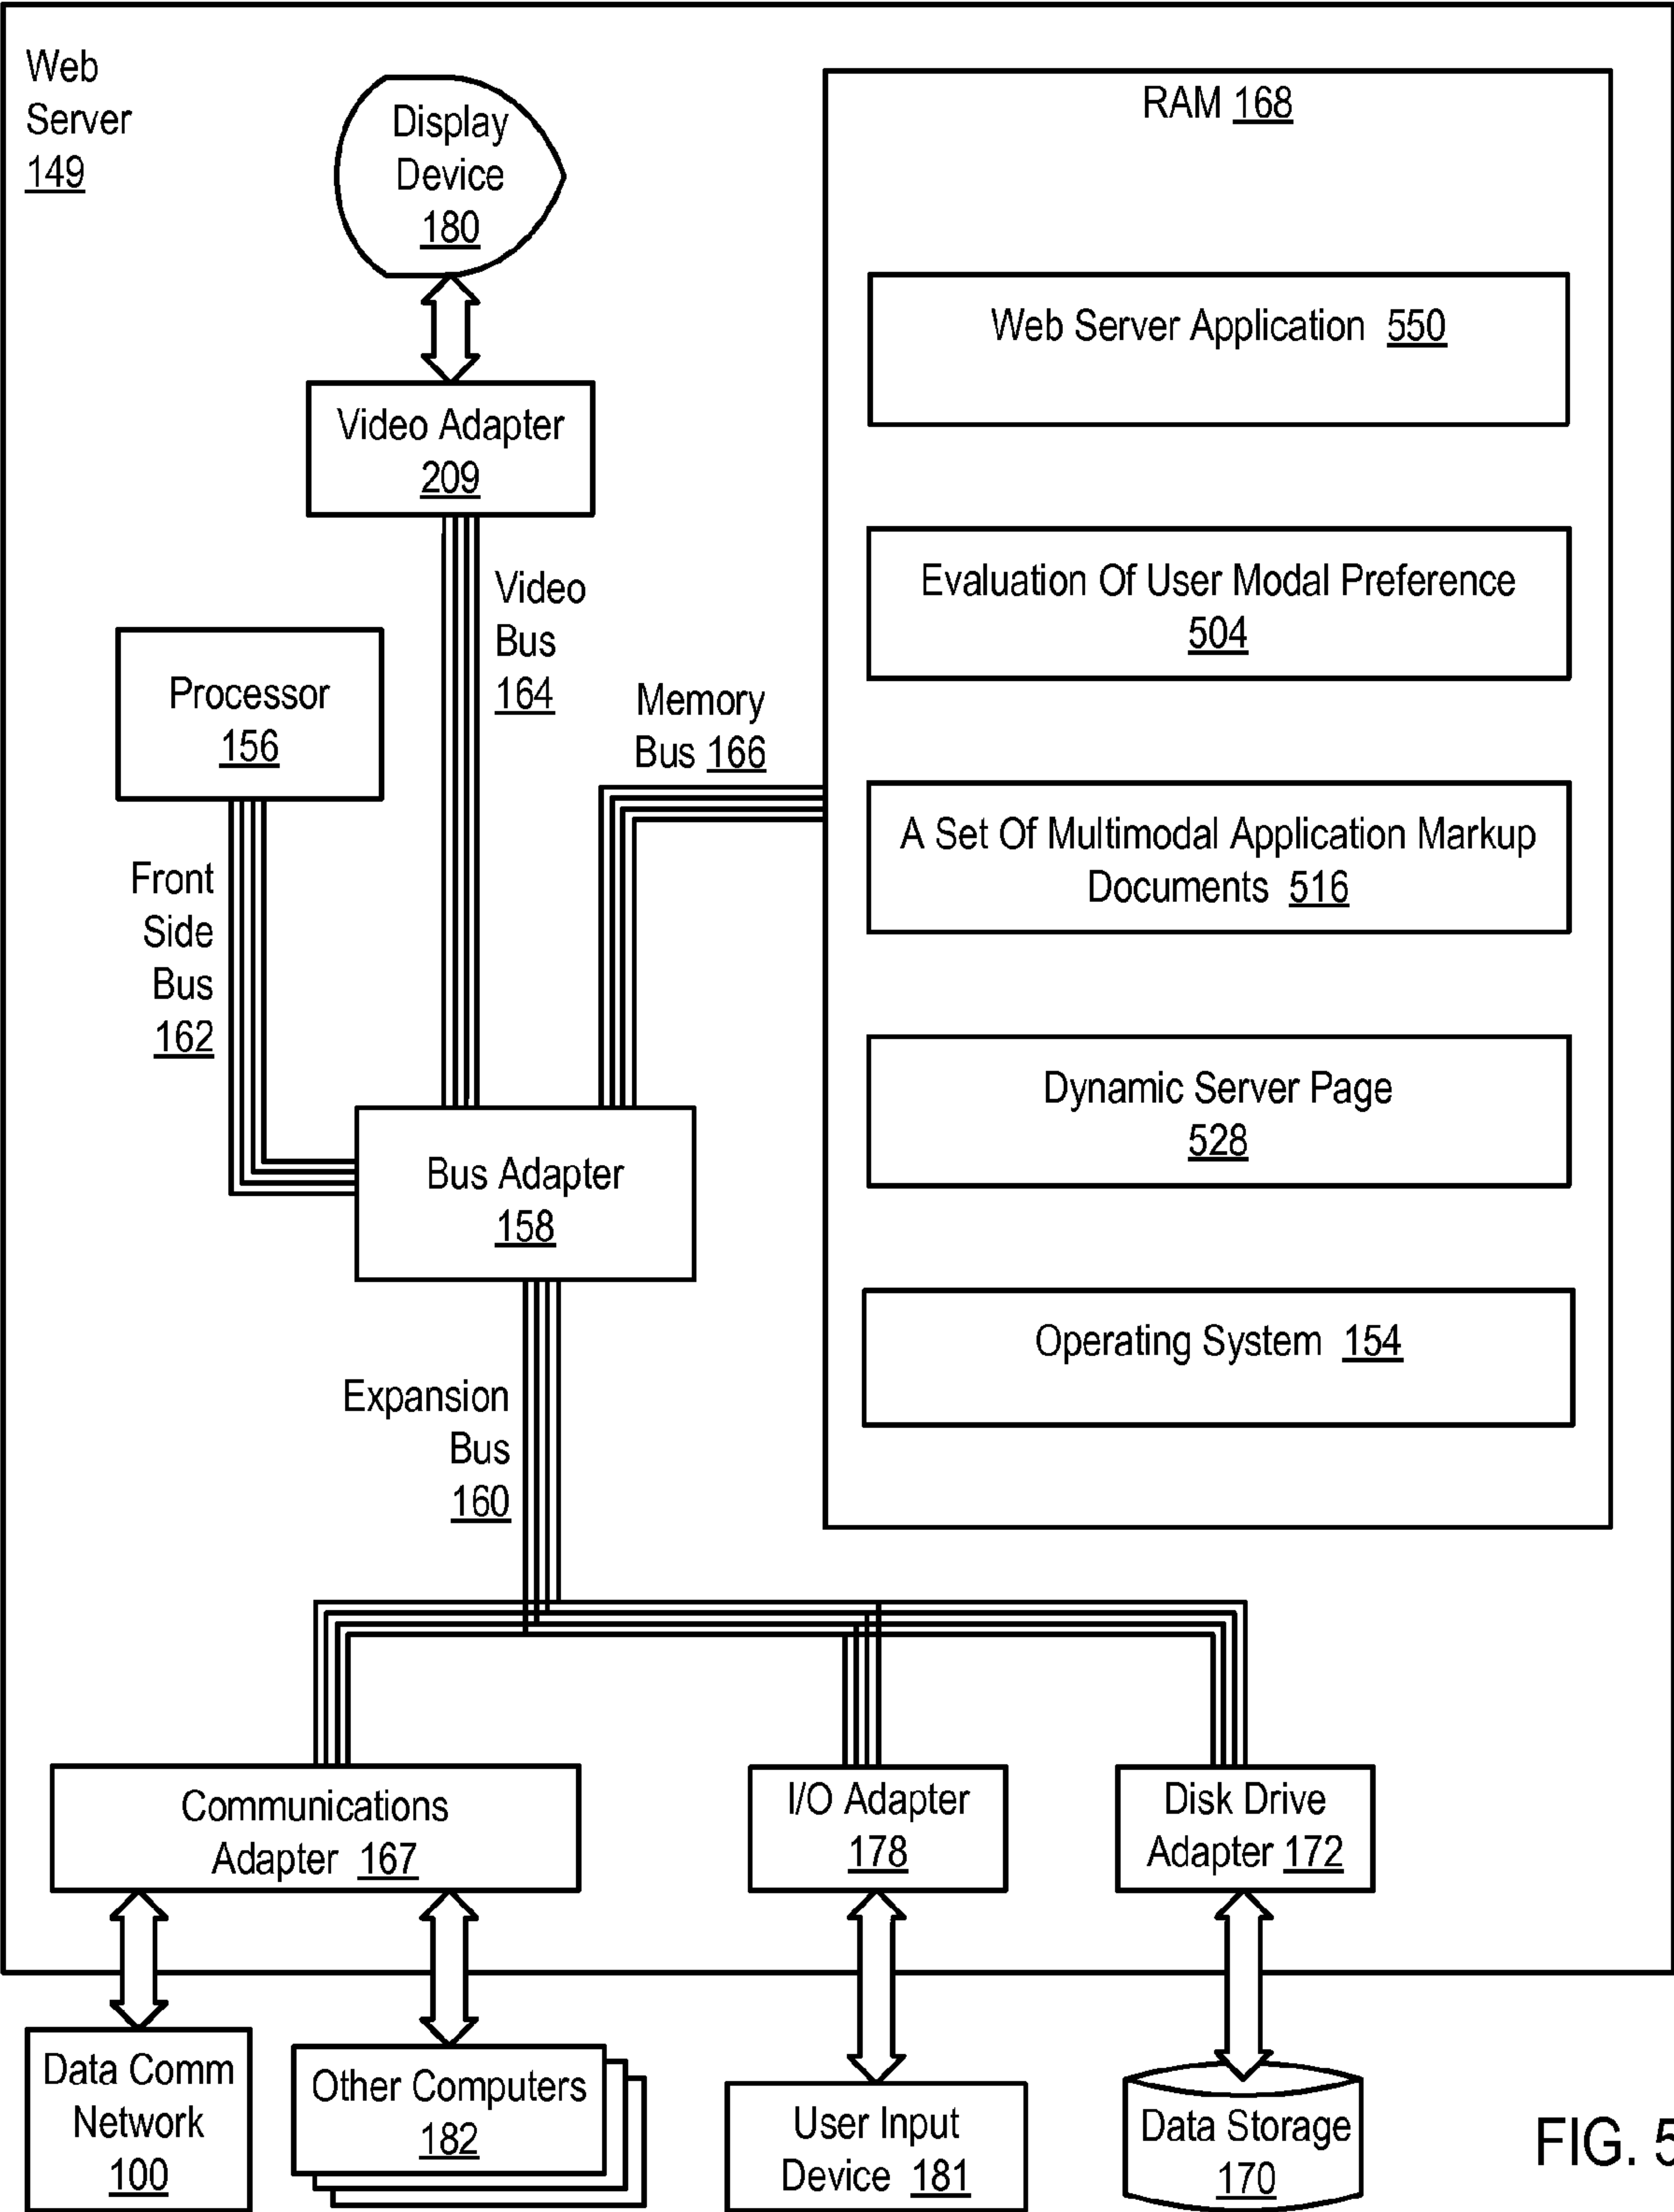 Web
Server
149
Display
Device
180
RAM 168
Web Server Application 550
Video Adapter
209
Evaluation Of User Modal Preference
504
Video
Bus
164
Processor
156
Memory
Bus 166
A Set Of Multimodal Application Markup
Documents 516
Front
Side
Bus
162
Dynamic Server Page
528
Bus Adapter
158
Operating System 154
Expansion
Bus
160
Communications
Adapter 167
I/O Adapter
178
Disk Drive
Adapter 172
Data Comm
Network
100
Other Computers
182
User Input
Device 181
Data Storage
170
FIG. 5